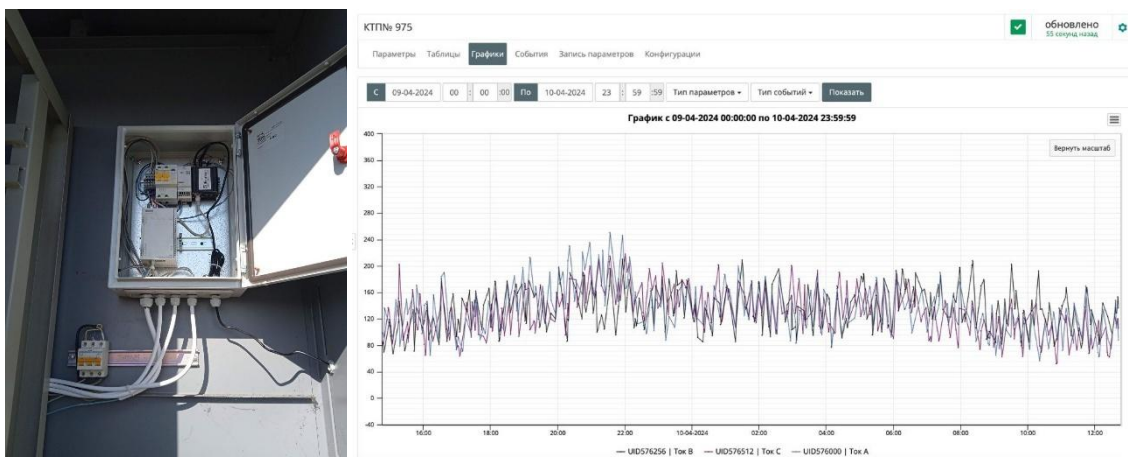 КТП№ 975
обновлено
55 секунд назад
Параметры Таблицы Графики События Запись параметров Конфигурации
С 09-04-2024 00 : 00 :00 По 10-04-2024 23 : 59 :59 Тип параметров Тип событий Показать
График с 09-04-2024 00:00:00 по 10-04-2024 23:59:59
Вернуть масштаб
400
360
320
280
240
200
160
120
80
40
0
-40
16:00 18:00 20:00 22:00 10-04-2024 02:00 04:00 06:00 08:00 10:00 12:00
UID576256 | Ток B UID576512 | Ток C UID576000 | Ток A